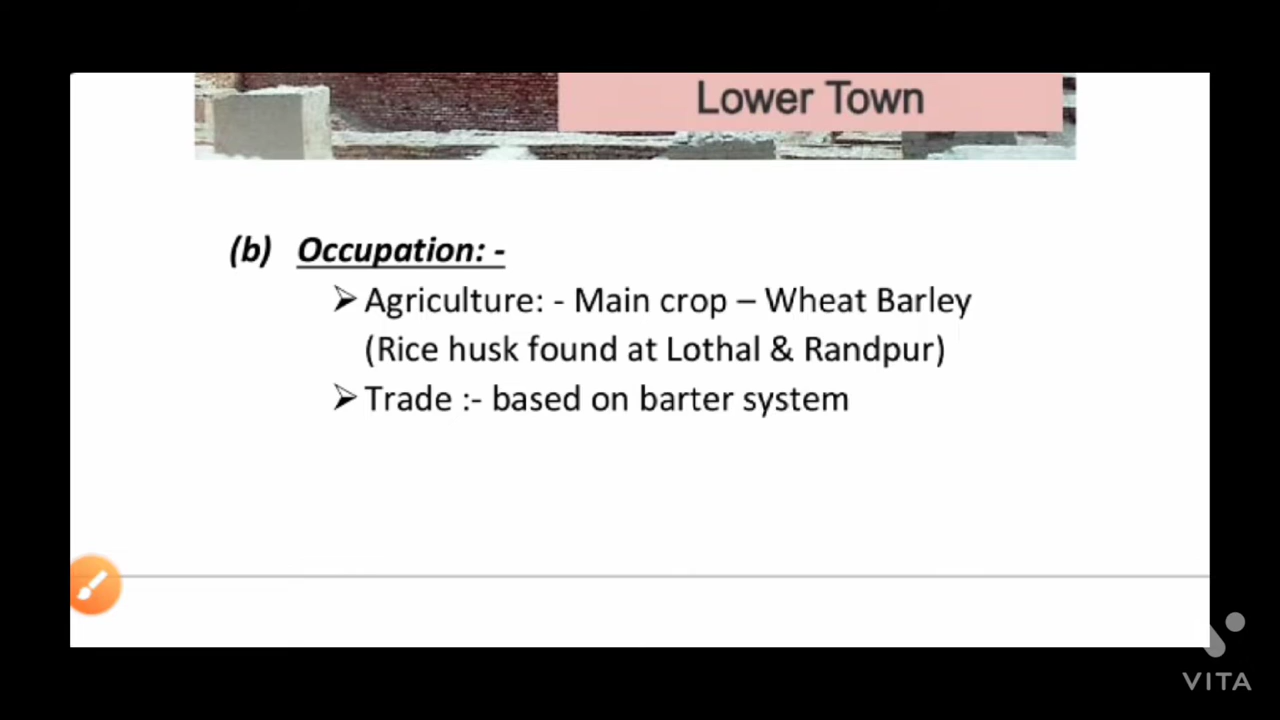 Lower Town
(b) Occupation: -
➢ Agriculture: - Main crop – Wheat Barley
(Rice husk found at Lothal & Randpur)
➢ Trade :- based on barter system
VITA